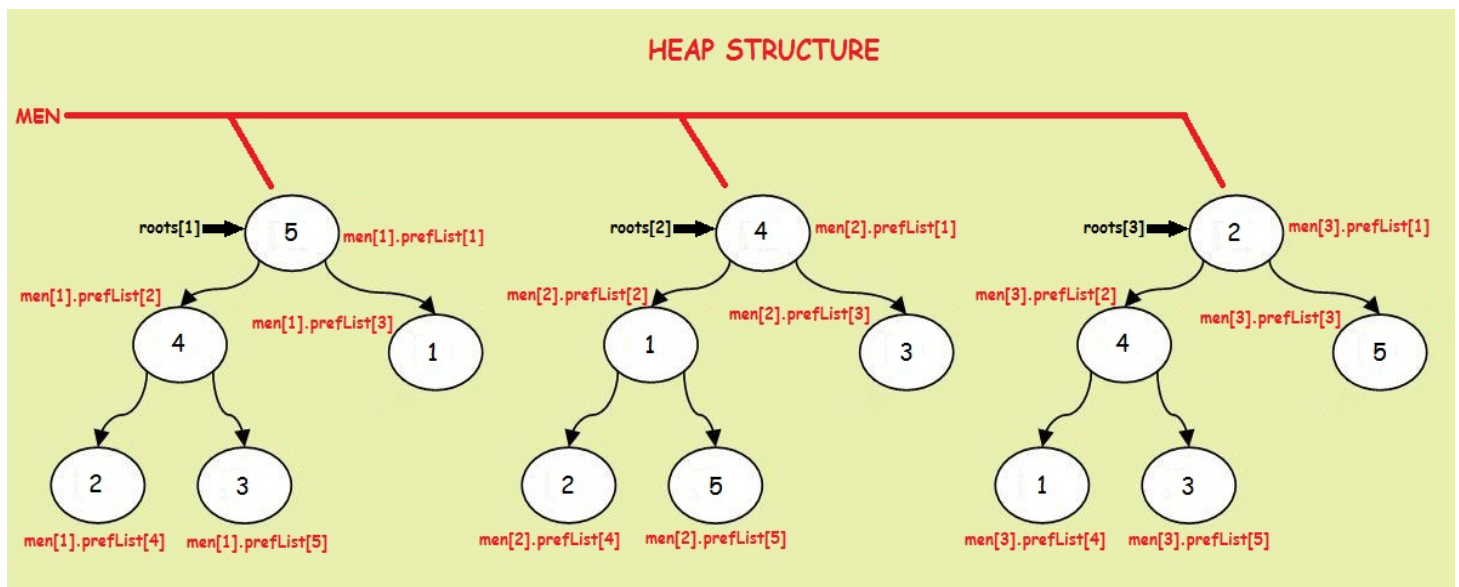 HEAP STRUCTURE
MEN
roots[1] 5 men[1].prefList[1]
roots[2] 4 men[2].prefList[1]
roots[3] 2 men[3].prefList[1]
men[1].prefList[2] men[1].prefList[3]
men[2].prefList[2] men[2].prefList[3]
men[3].prefList[2] men[3].prefList[3]
4 1 1 3 4 5
2 3 2 5 1 3
men[1].prefList[4] men[1].prefList[5] men[2].prefList[4] men[2].prefList[5] men[3].prefList[4] men[3].prefList[5]